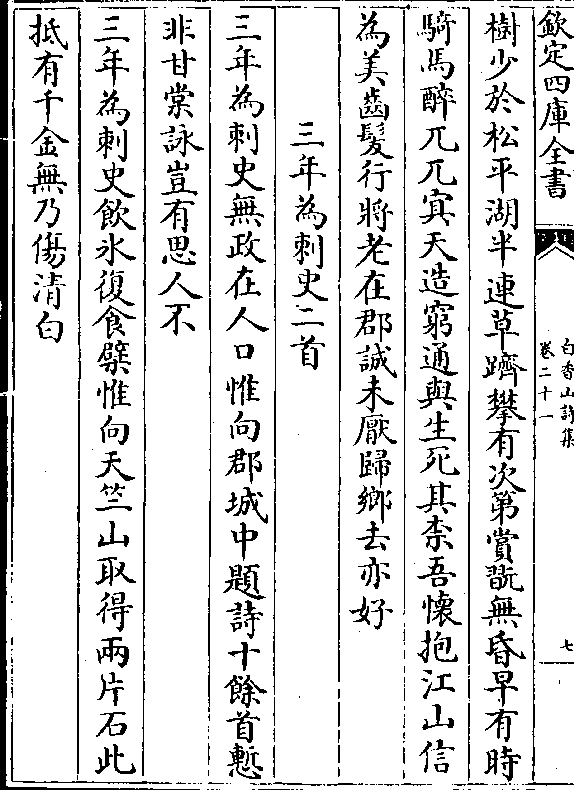 欽定四庫全書
白香山詩集
卷二十一
七
樹少於松平湖半連草躋攀有次第賞翫無昏早有時
騎馬醉兀兀㝠天造窮通與生死其柰吾懷抱江山信
為美齒髮行將老在郡誠未厭歸鄉去亦好
三年為刺史二首
三年為刺史無政在人口惟向郡城中題詩十餘首慙
非甘棠詠豈有思人不
三年為刺史飲氷復食檗惟向天竺山取得兩片石此
抵有千金無乃傷清白